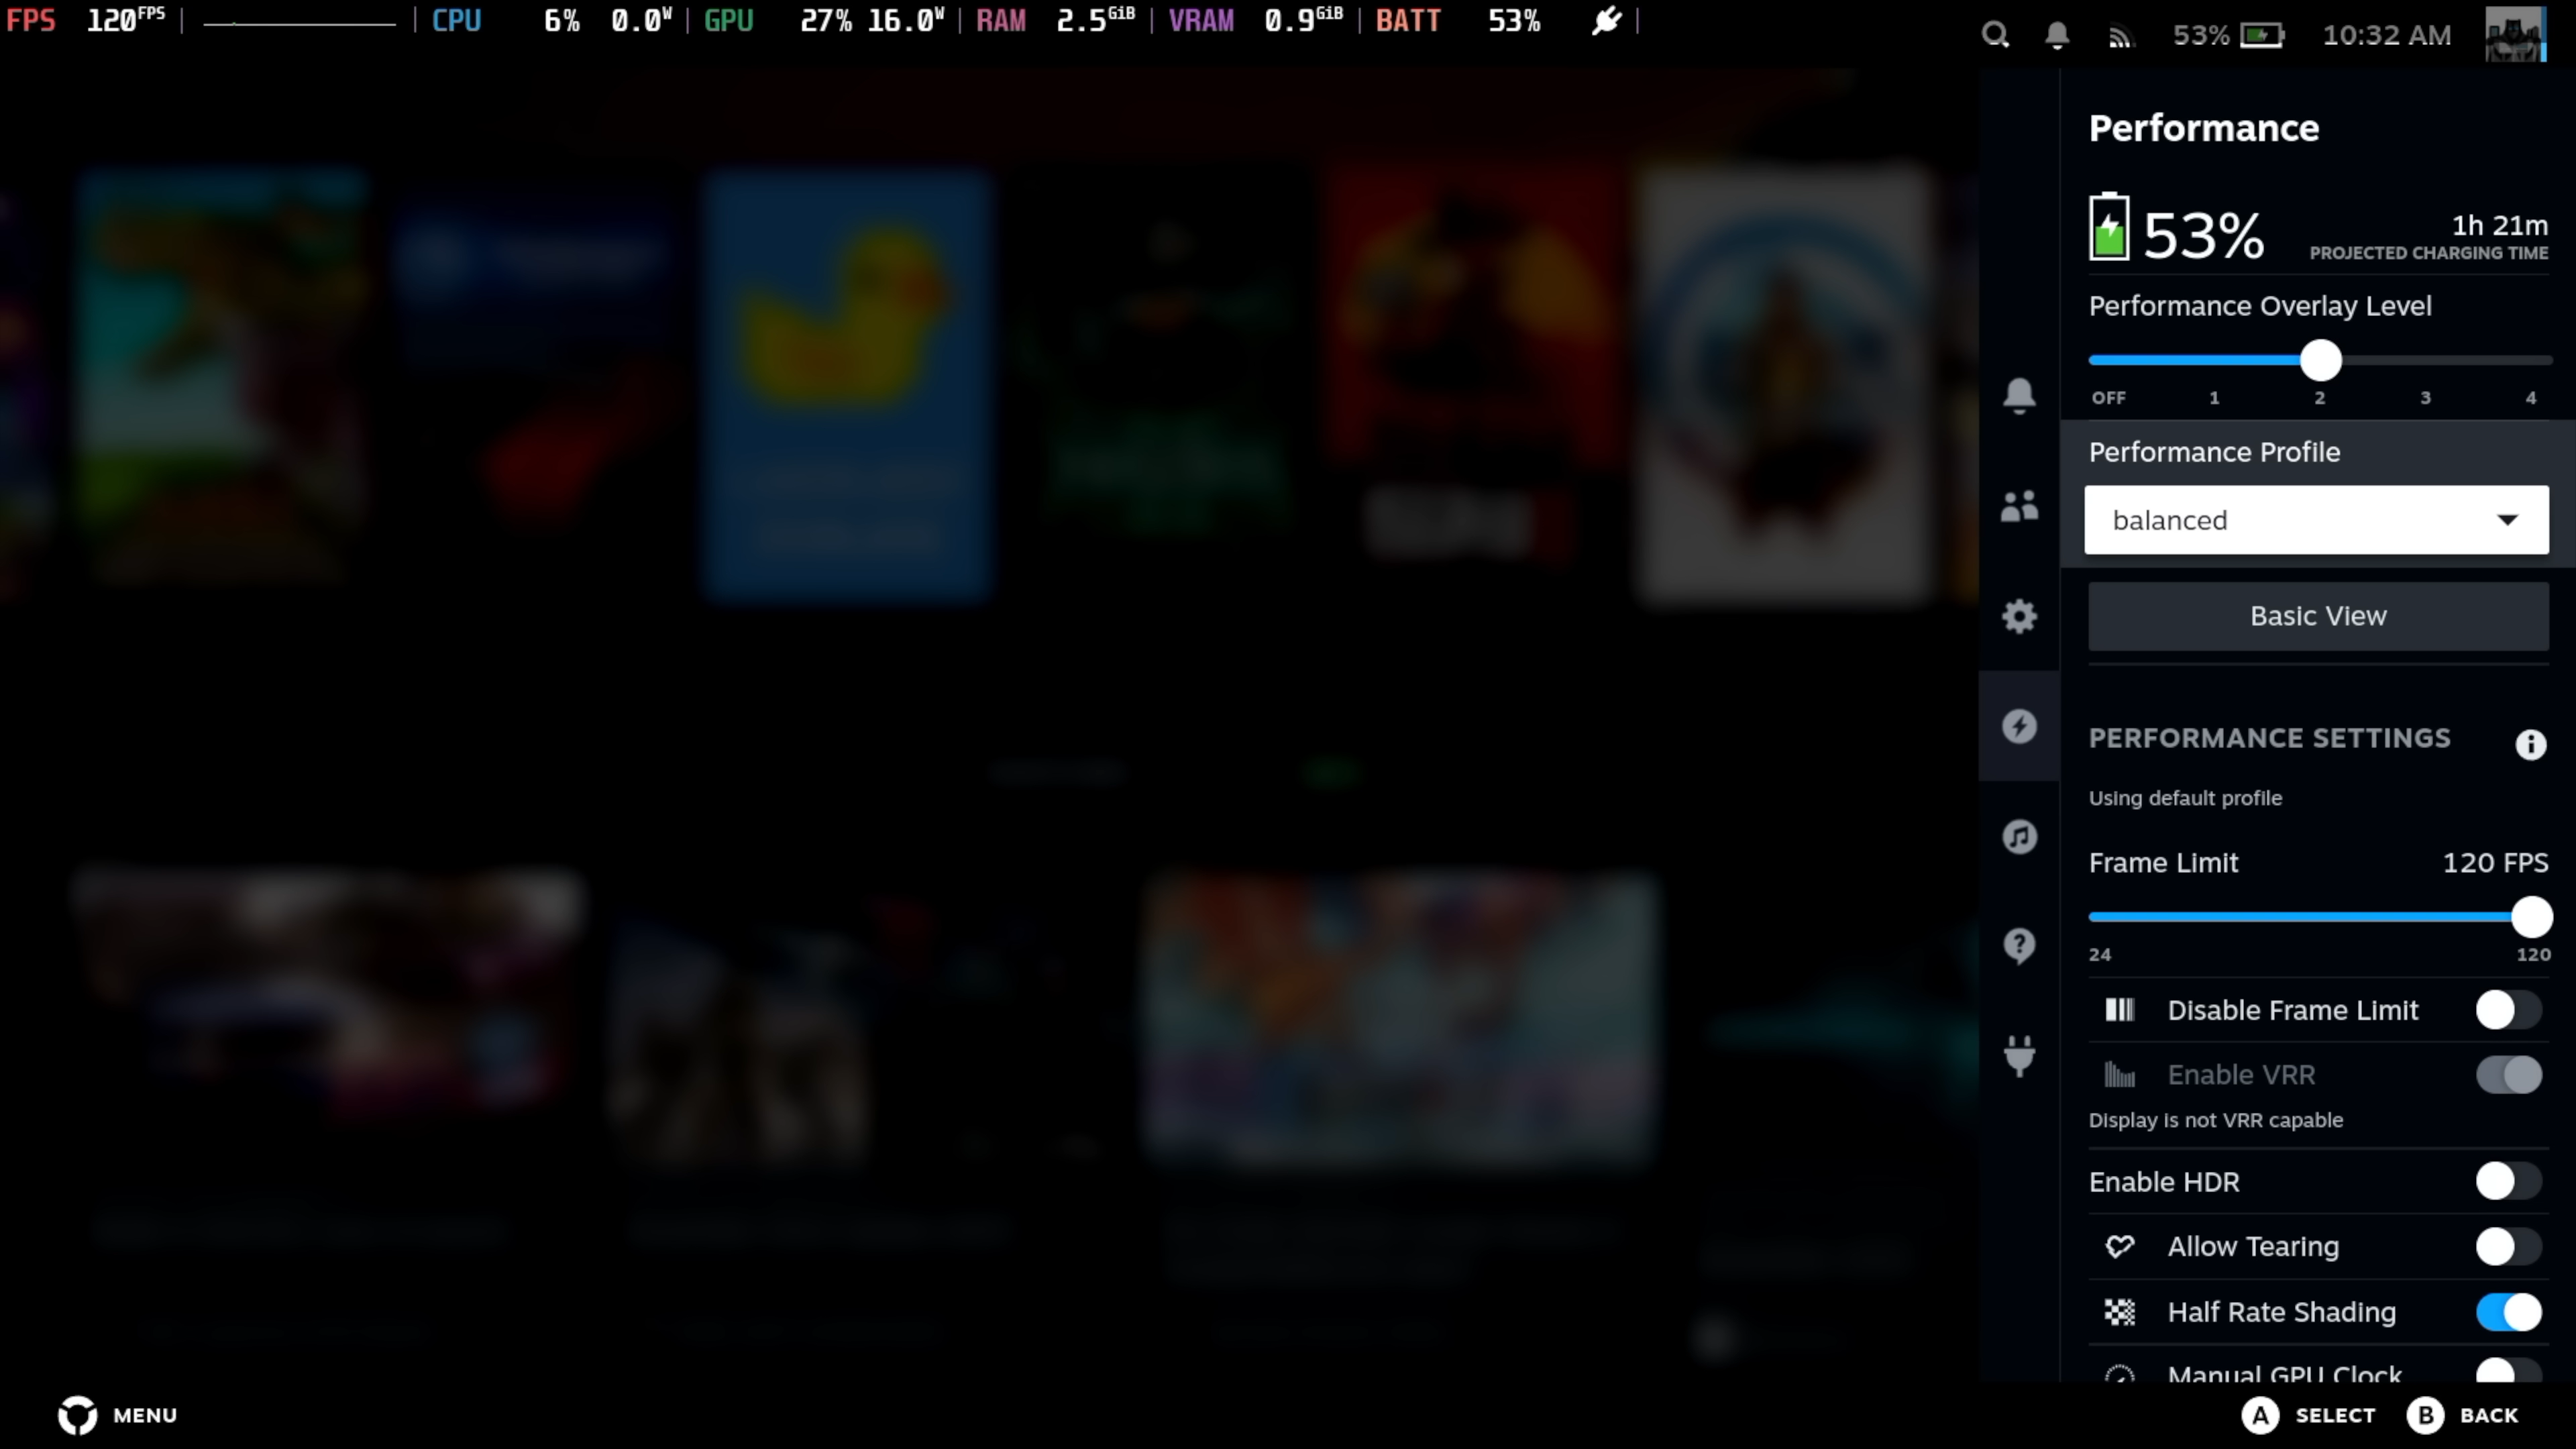 FPS 120FPS CPU 6% 0.0W GPU 27% 16.0W RAM 2.5GiB VRAM 0.9GiB BATT 53%
53% 10:32 AM
Performance
53%
1h 21m
PROJECTED CHARGING TIME
Performance Overlay Level
OFF 1 2 3 4
Performance Profile
balanced
Basic View
PERFORMANCE SETTINGS
Using default profile
Frame Limit 120 FPS
24 120
Disable Frame Limit
Enable VRR
Display is not VRR capable
Enable HDR
Allow Tearing
Half Rate Shading
Manual GPU Clock
MENU
A SELECT B BACK